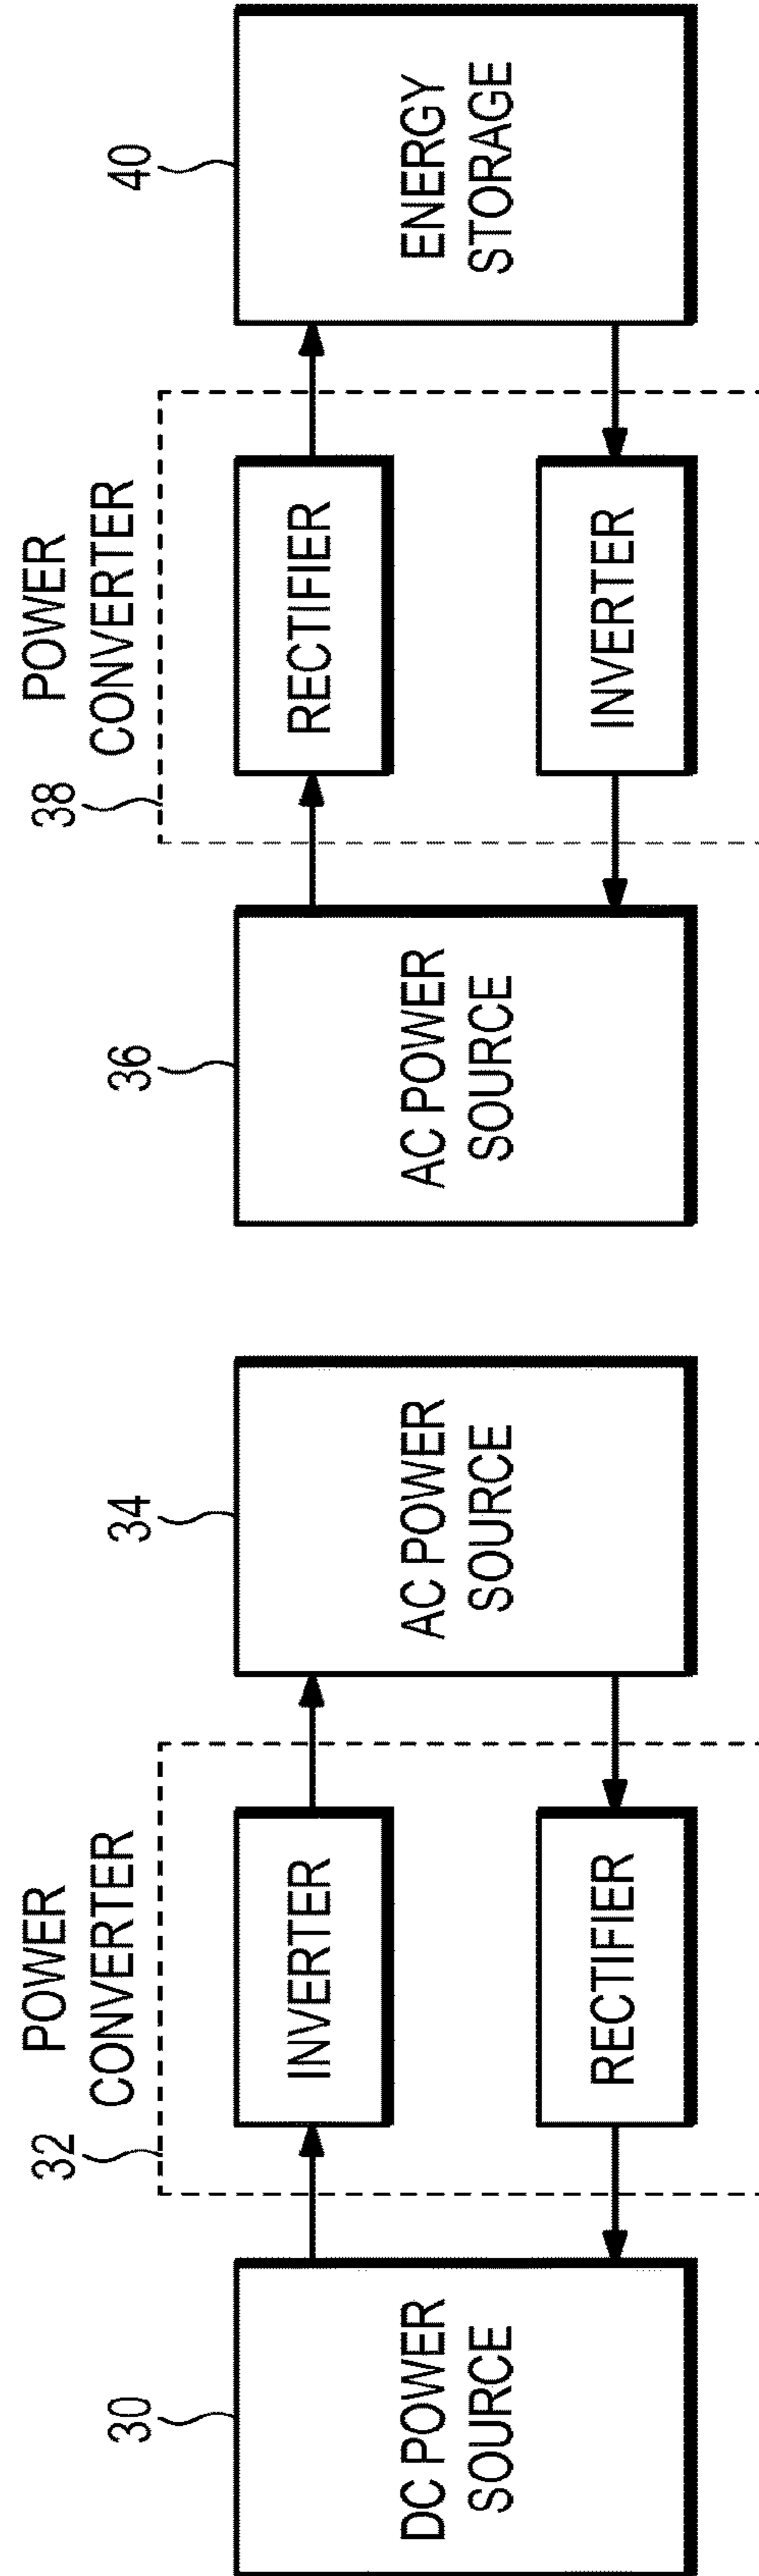 POWER
CONVERTER
32
30
DC POWER
SOURCE
INVERTER
RECTIFIER
34
AC POWER
SOURCE
POWER
CONVERTER
38
36
AC POWER
SOURCE
RECTIFIER
INVERTER
40
ENERGY
STORAGE